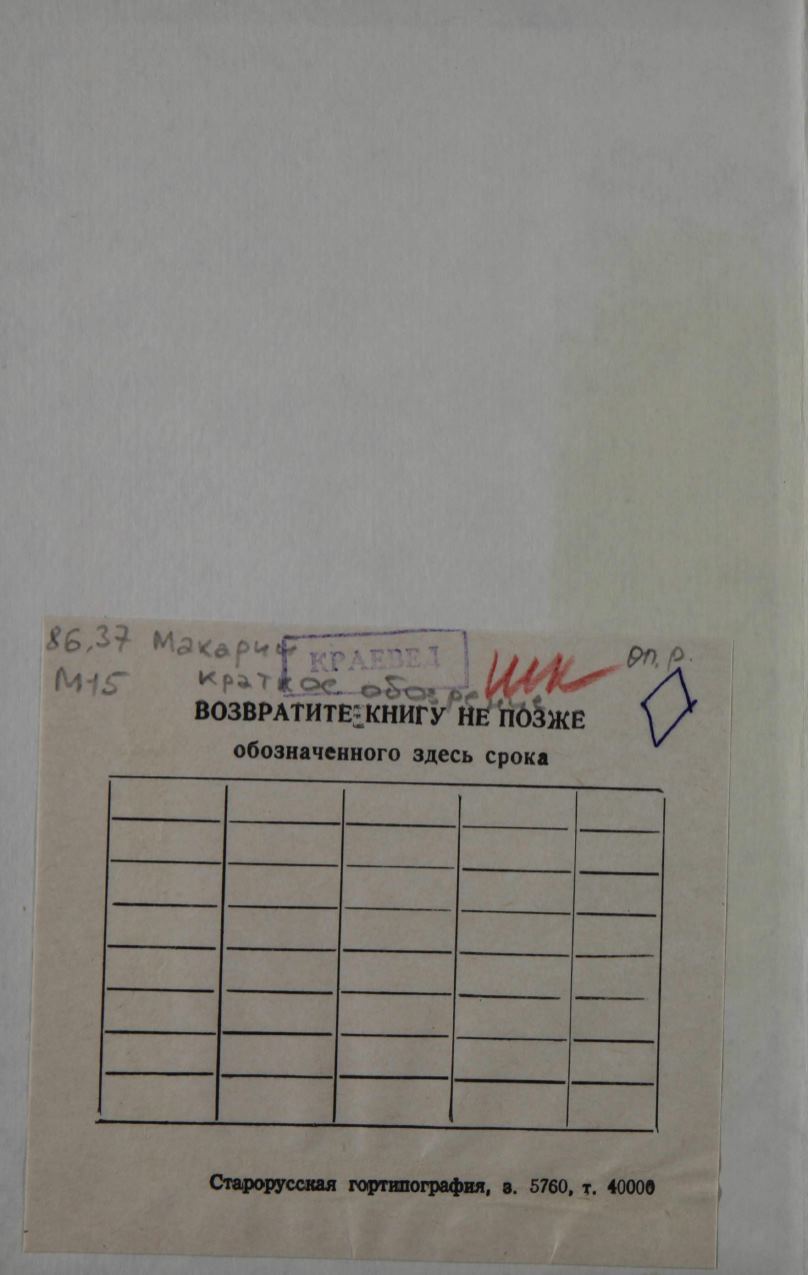 86.37 Макарий КРАЕВЕД шк оп. р.
М15 краткое обозрение
ВОЗВРАТИТЕ КНИГУ НЕ ПОЗЖЕ
обозначенного здесь срока
Старорусская гортипография, з. 5760, т. 40000